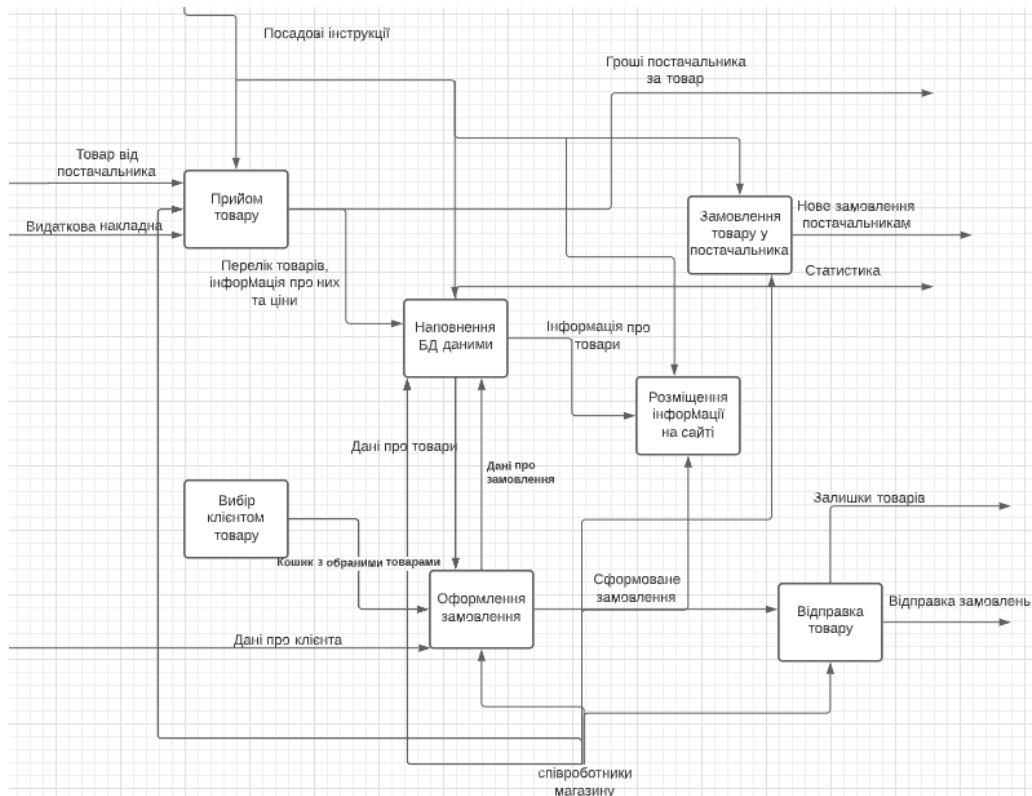 Посадові інструкції
Гроші постачальника
за товар
Товар від
постачальника
Прийом
товару
Видаткова накладна
Замовлення
товару у
постачальника
Нове замовлення
постачальникам
Перелік товарів,
інформація про них
та ціни
Статистика
Наповнення
БД даними
Інформація про
товари
Розміщення
інформації
на сайті
Дані про товари
Дані про
замовлення
Вибір
клієнтом
товару
Залишки товарів
Кошик з обраними товарами
Оформлення
замовлення
Сформоване
замовлення
Відправка
товару
Відправка замовлень
Дані про клієнта
співроботники
магазину